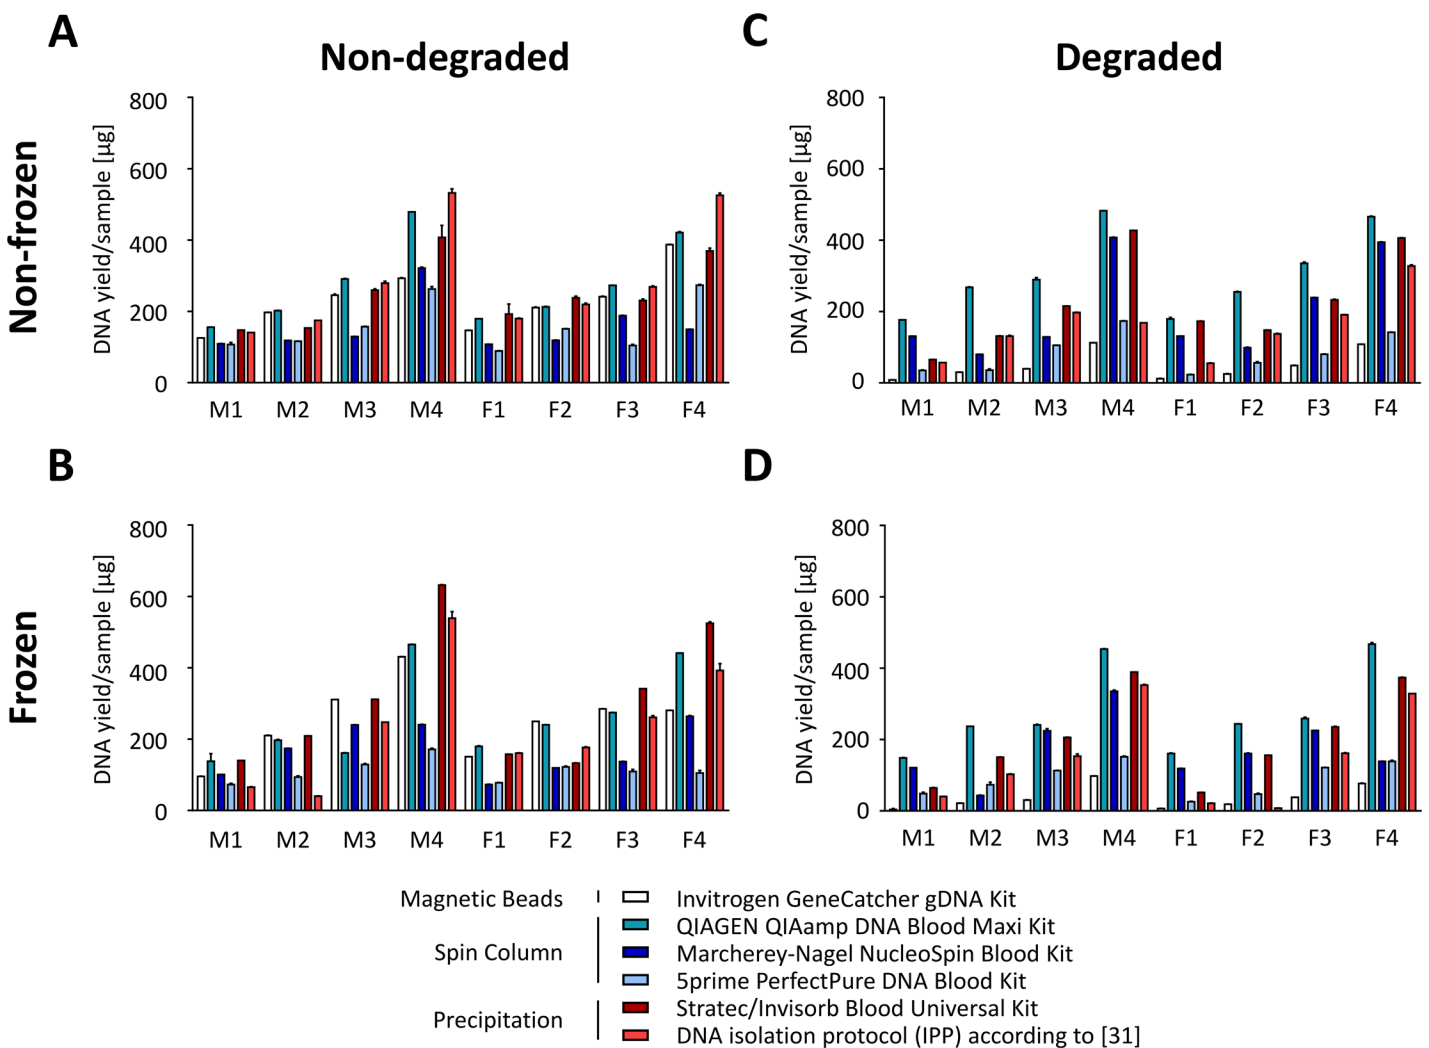 A
C
Non-degraded
Degraded
Non-frozen
DNA yield/sample [µg]
800
600
400
200
0
M1 M2 M3 M4 F1 F2 F3 F4
DNA yield/sample [µg]
800
600
400
200
0
M1 M2 M3 M4 F1 F2 F3 F4
B
D
Frozen
DNA yield/sample [µg]
800
600
400
200
0
M1 M2 M3 M4 F1 F2 F3 F4
DNA yield/sample [µg]
800
600
400
200
0
M1 M2 M3 M4 F1 F2 F3 F4
Magnetic Beads
Invitrogen GeneCatcher gDNA Kit
QIAGEN QIAamp DNA Blood Maxi Kit
Spin Column
Marcherey-Nagel NucleoSpin Blood Kit
5prime PerfectPure DNA Blood Kit
Precipitation
Stratec/Invisorb Blood Universal Kit
DNA isolation protocol (IPP) according to [31]